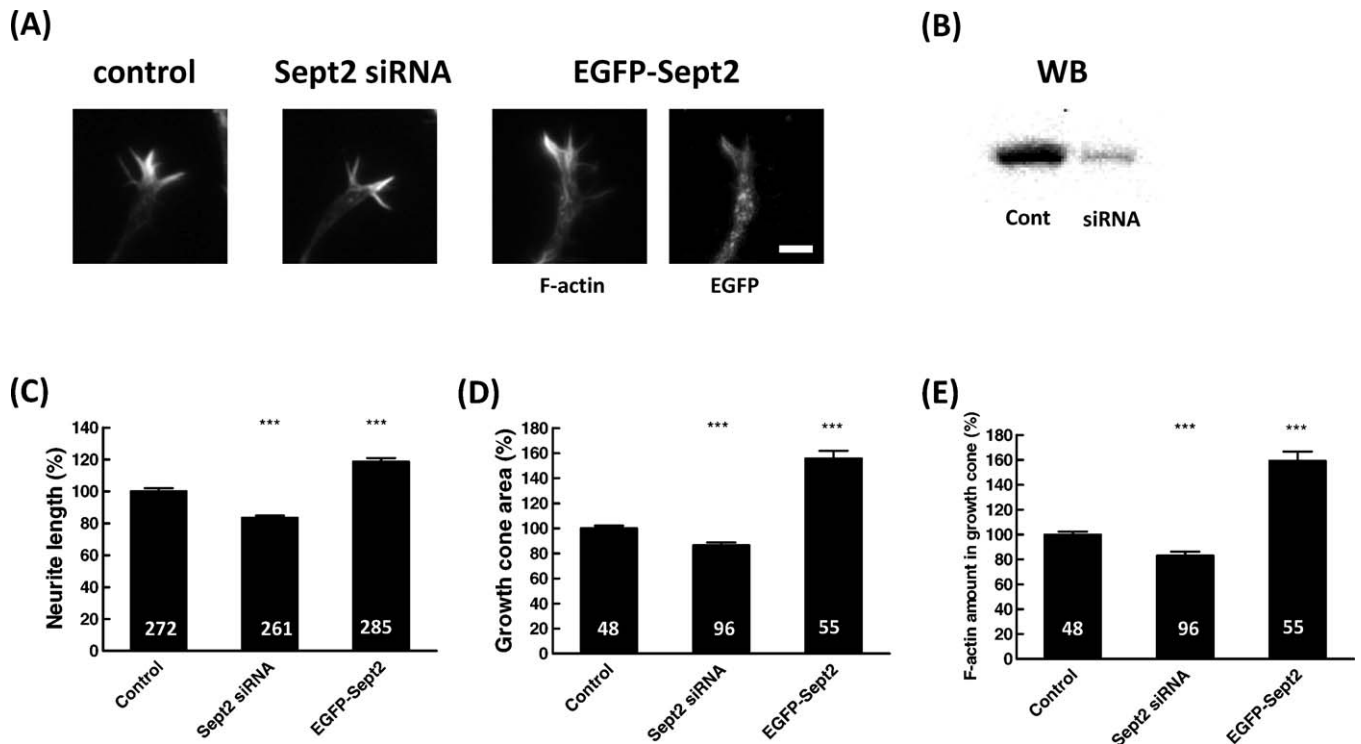 (A)
control
Sept2 siRNA
EGFP-Sept2
F-actin
EGFP
(B)
WB
Cont
siRNA
(C)
Neurite length (%)
140
120
100
80
60
40
20
0
272
261
285
***
***
Control
Sept2 siRNA
EGFP-Sept2
(D)
Growth cone area (%)
180
160
140
120
100
80
60
40
20
0
48
96
55
***
***
Control
Sept2 siRNA
EGFP-Sept2
(E)
F-actin amount in growth cone (%)
180
160
140
120
100
80
60
40
20
0
48
96
55
***
***
Control
Sept2 siRNA
EGFP-Sept2